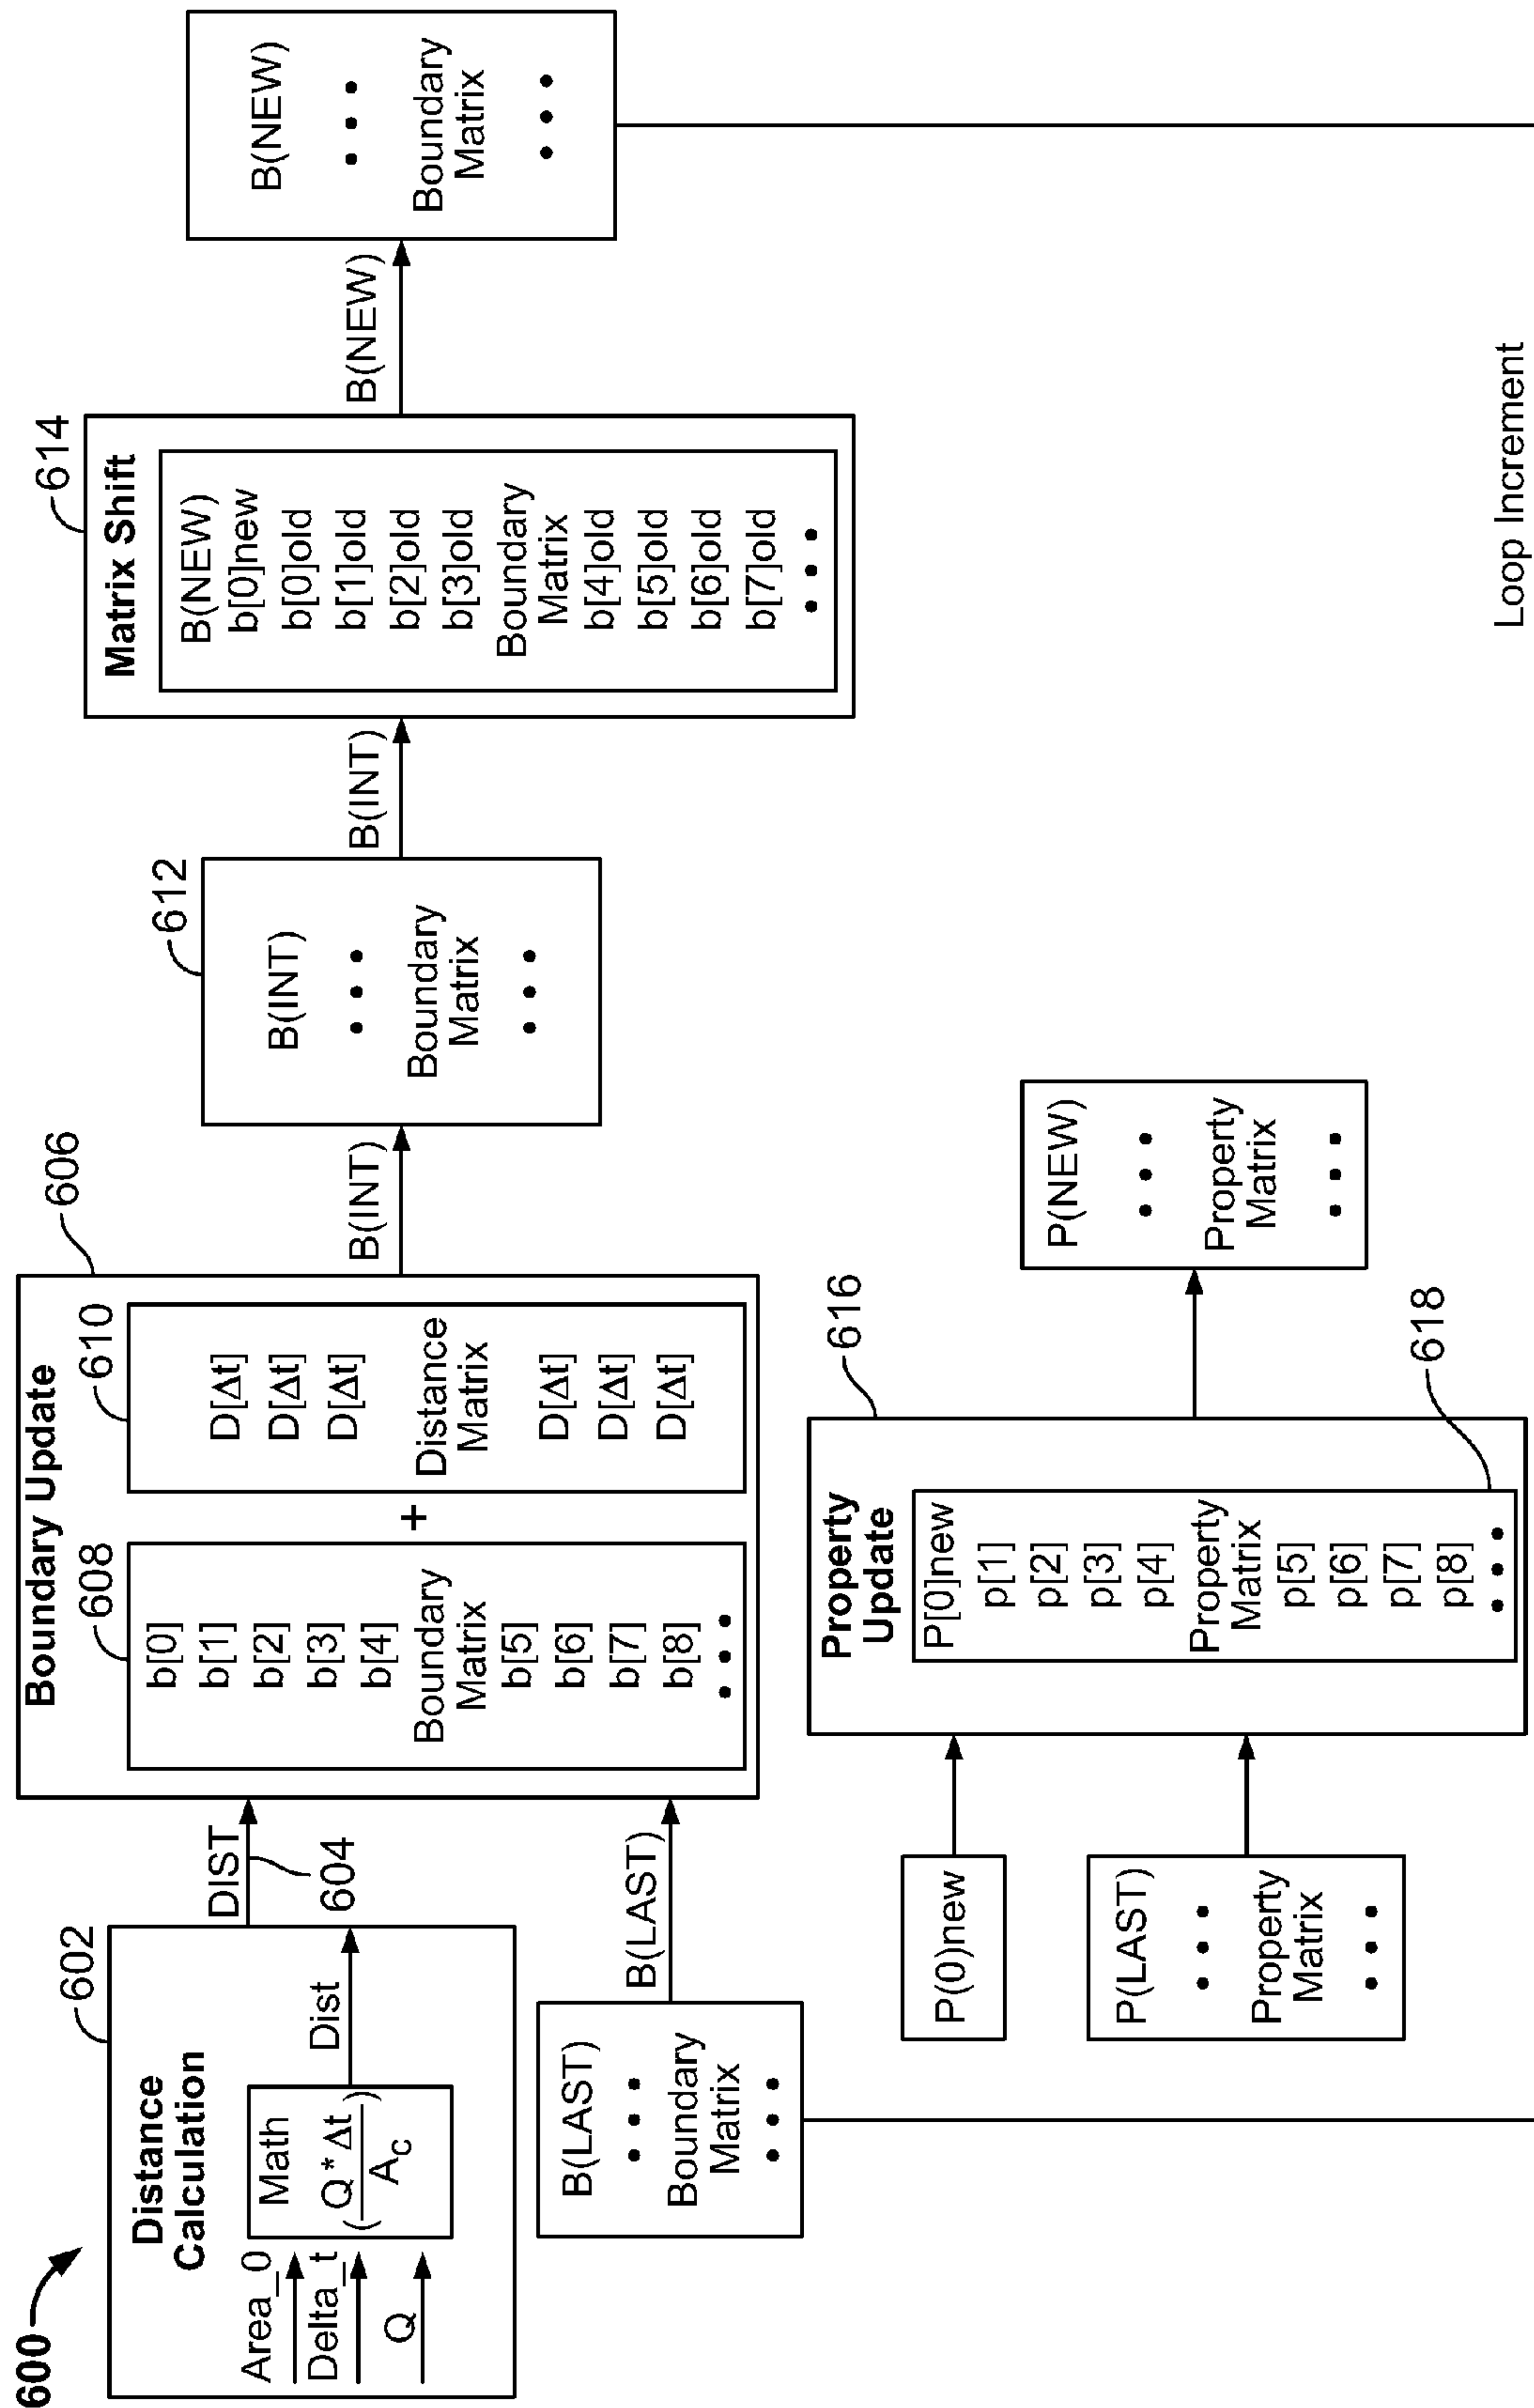 600
602
Distance
Calculation
Area_0
Delta_t
Q
Math
(Q * Δt
A_C)
Dist
DIST
604
B(LAST)
Boundary
Matrix
B(LAST)
606
Boundary Update
608
b[0]
b[1]
b[2]
b[3]
b[4]
Boundary
Matrix
b[5]
b[6]
b[7]
b[8]
+
610
D[Δt]
D[Δt]
D[Δt]
Distance
Matrix
D[Δt]
D[Δt]
D[Δt]
B(INT)
612
B(INT)
Boundary
Matrix
B(INT)
614
Matrix Shift
B(NEW)
b[0]new
b[0]old
b[1]old
b[2]old
b[3]old
Boundary
Matrix
b[4]old
b[5]old
b[6]old
b[7]old
B(NEW)
B(NEW)
Boundary
Matrix
P(0)new
P(LAST)
Property
Matrix
616
Property
Update
P[0]new
p[1]
p[2]
p[3]
p[4]
Property
Matrix
p[5]
p[6]
p[7]
p[8]
618
P(NEW)
Property
Matrix
Loop Increment